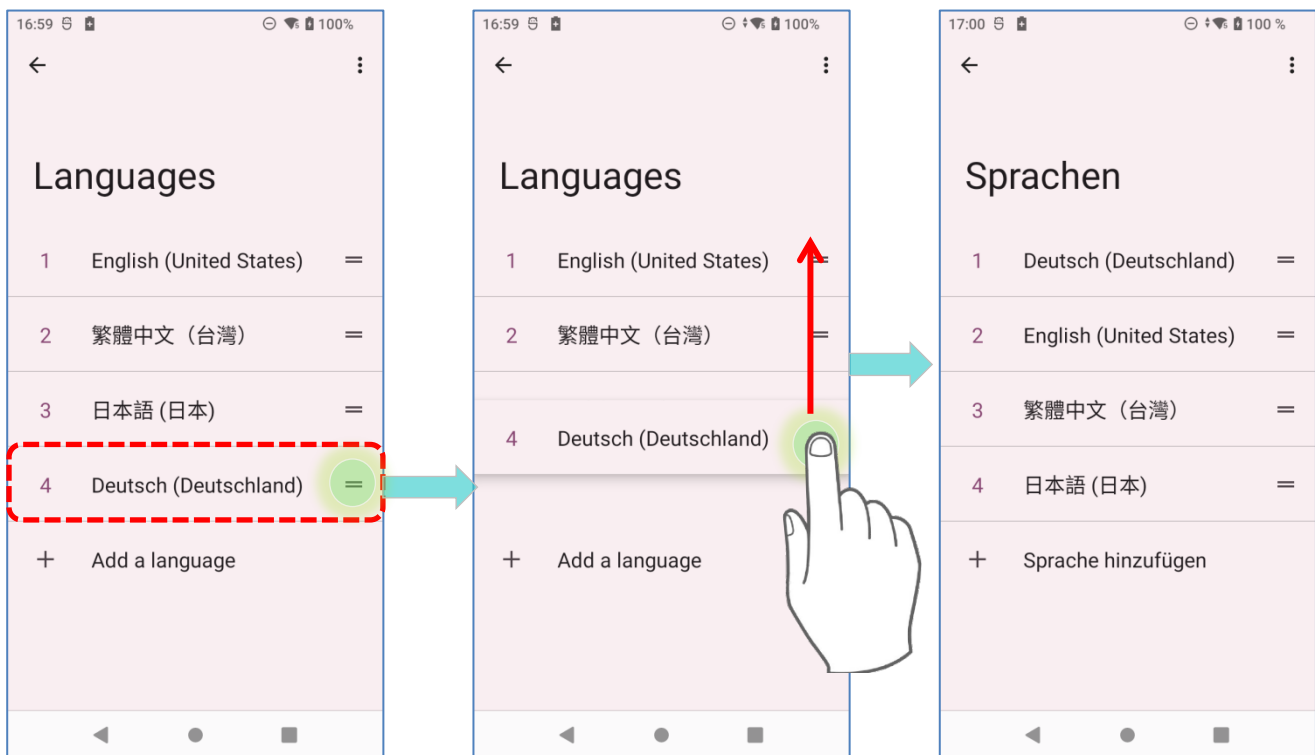 16:59 100%
Languages
1 English (United States)
2 繁體中文（台灣）
3 日本語 (日本)
4 Deutsch (Deutschland)
+ Add a language
16:59 100%
Languages
1 English (United States)
2 繁體中文（台灣）
4 Deutsch (Deutschland)
+ Add a language
17:00 100 %
Sprachen
1 Deutsch (Deutschland)
2 English (United States)
3 繁體中文（台灣）
4 日本語 (日本)
+ Sprache hinzufügen